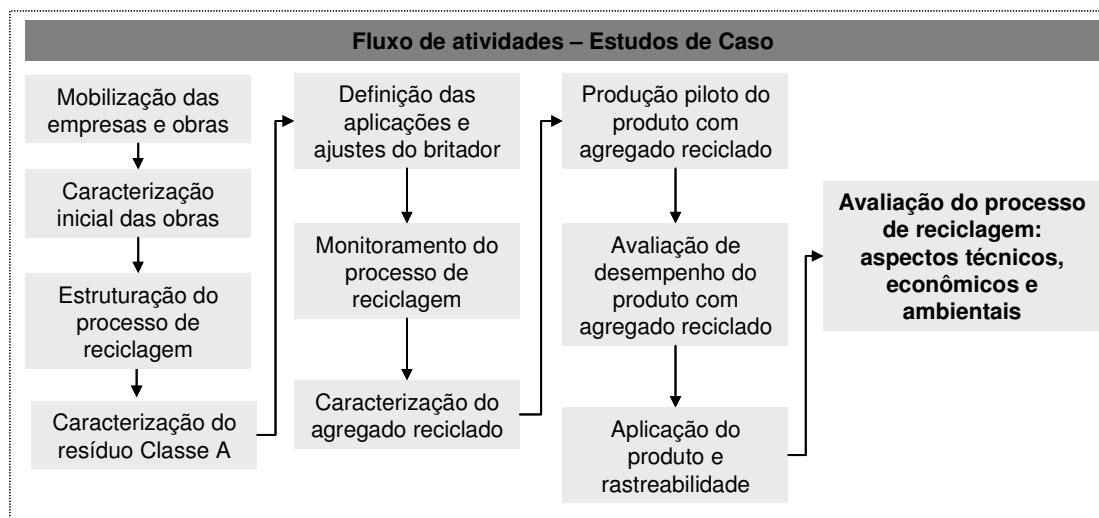 Fluxo de atividades – Estudos de Caso
Mobilização das
empresas e obras
Caracterização
inicial das obras
Estruturação do
processo de
reciclagem
Caracterização do
resíduo Classe A
Definição das
aplicações e
ajustes do britador
Monitoramento do
processo de
reciclagem
Caracterização do
agregado reciclado
Produção piloto do
produto com
agregado reciclado
Avaliação de
desempenho do
produto com
agregado reciclado
Aplicação do
produto e
rastreabilidade
Avaliação do processo
de reciclagem:
aspectos técnicos,
econômicos e
ambientais